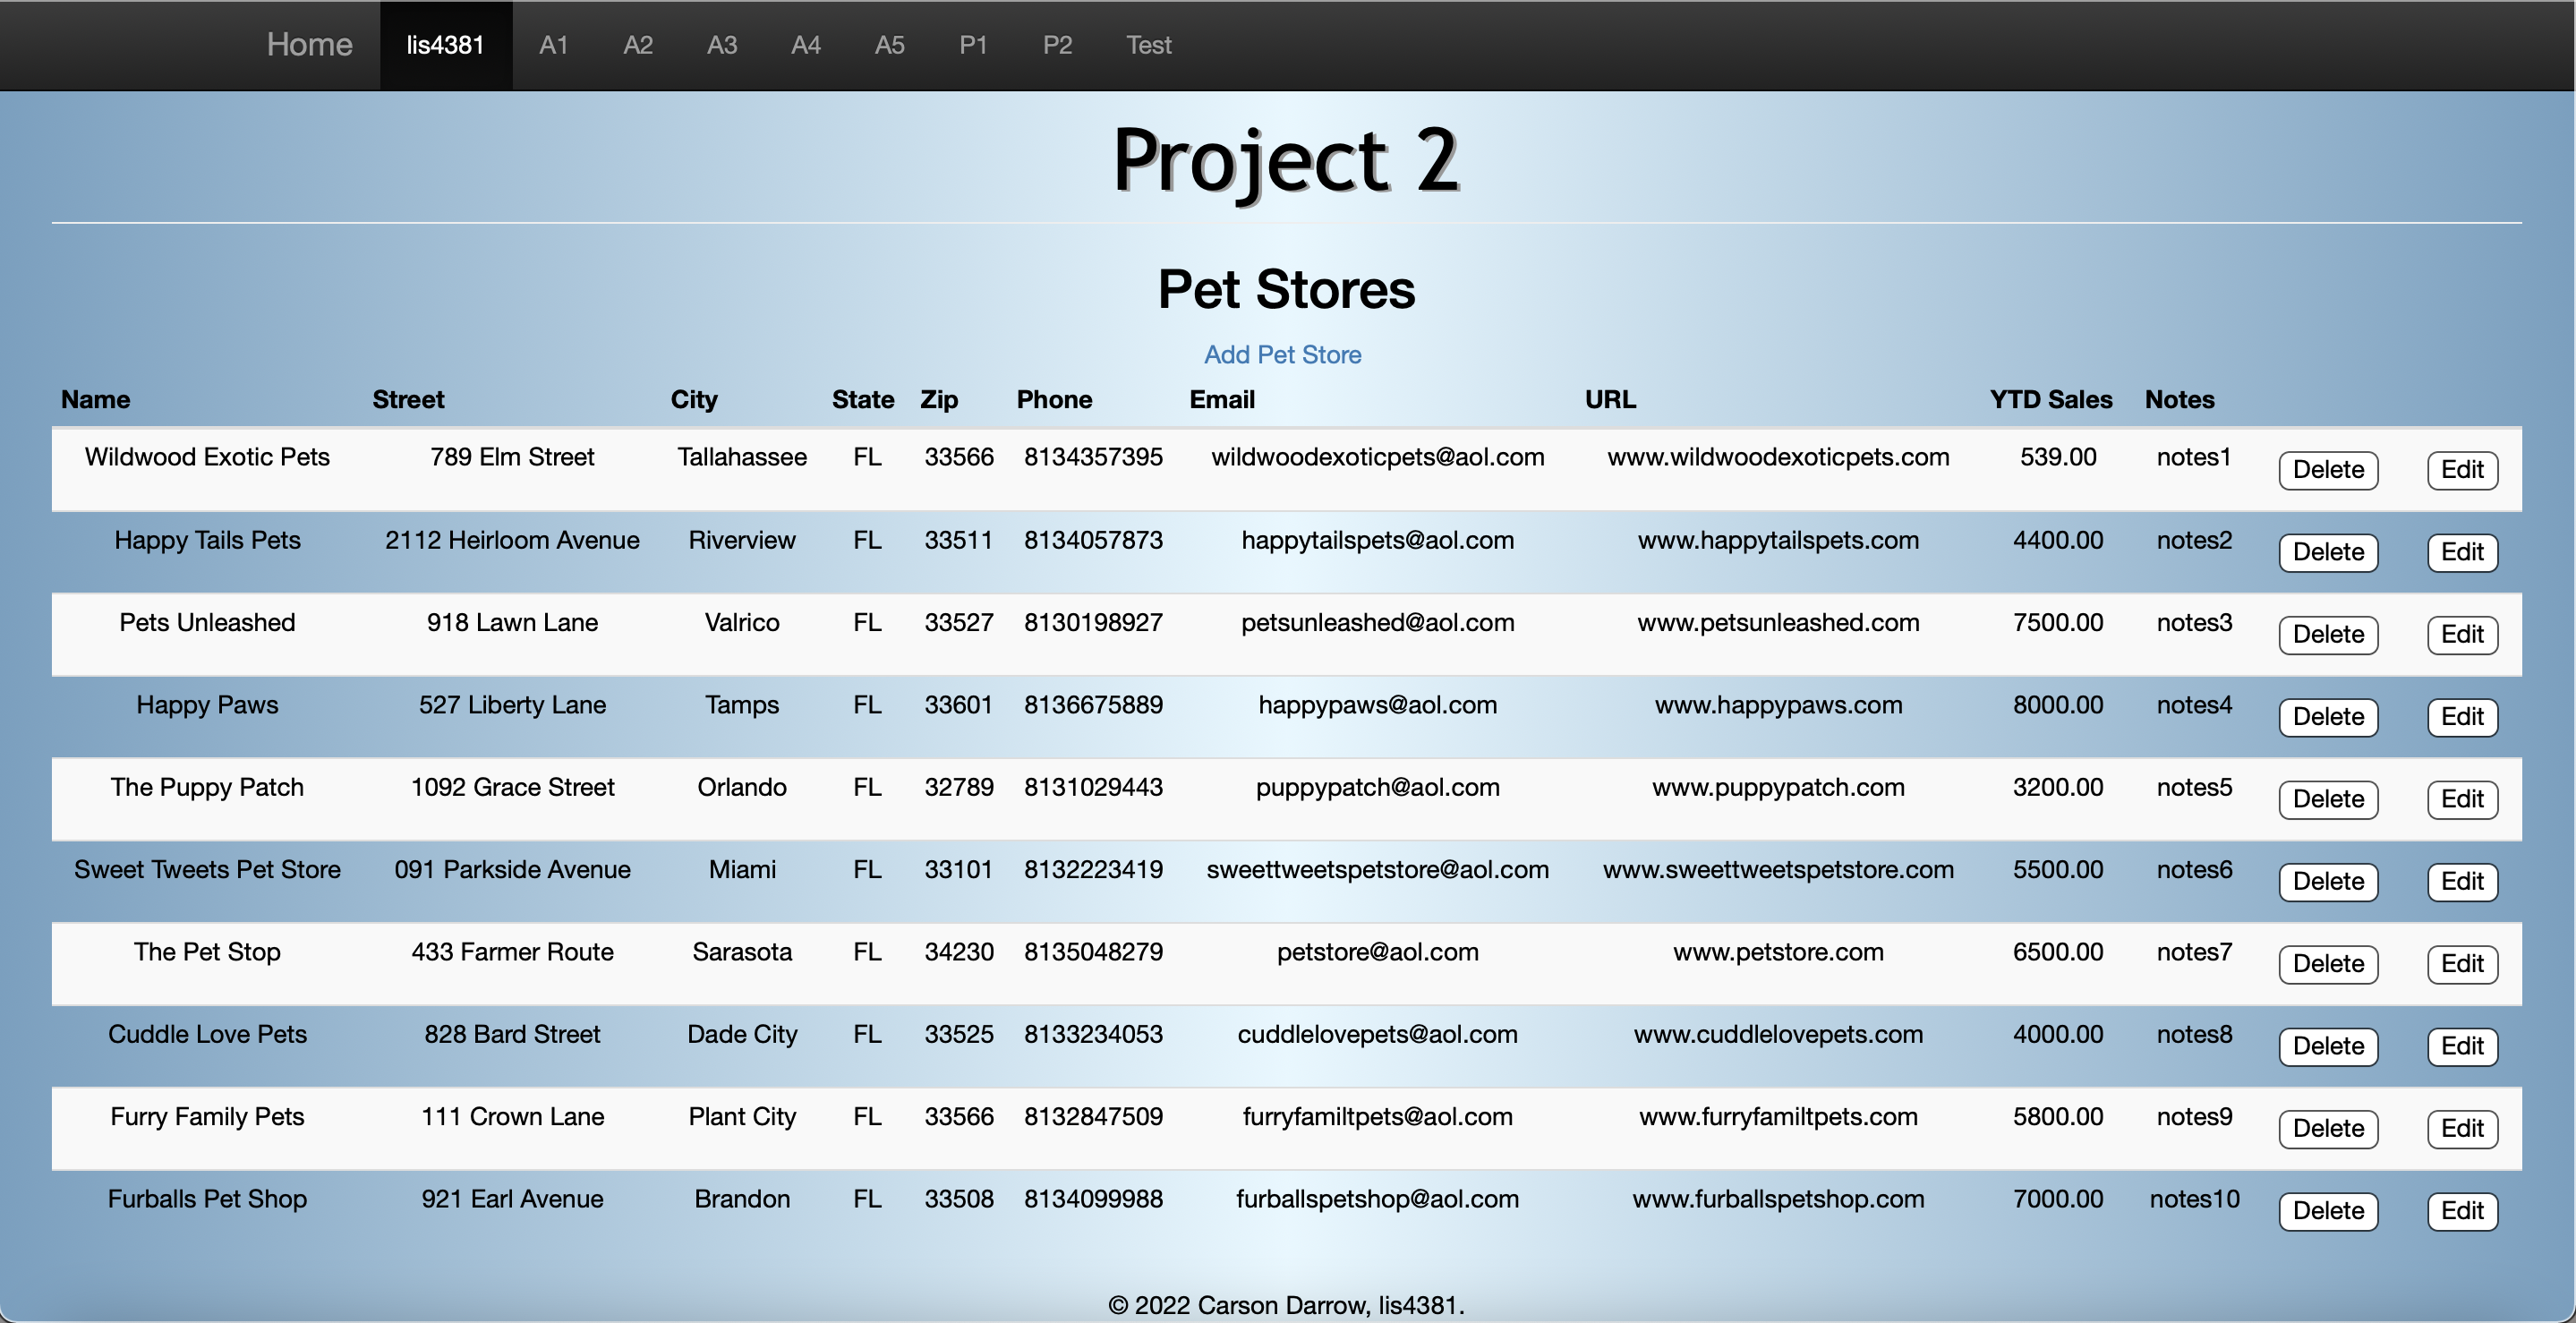 Home lis4381 A1 A2 A3 A4 A5 P1 P2 Test
Project 2
Pet Stores
Add Pet Store
Name Street City State Zip Phone Email URL YTD Sales Notes
Wildwood Exotic Pets 789 Elm Street Tallahassee FL 33566 8134357395 wildwoodexoticpets@aol.com www.wildwoodexoticpets.com 539.00 notes1 Delete Edit
Happy Tails Pets 2112 Heirloom Avenue Riverview FL 33511 8134057873 happytailspets@aol.com www.happytailspets.com 4400.00 notes2 Delete Edit
Pets Unleashed 918 Lawn Lane Valrico FL 33527 8130198927 petsunleashed@aol.com www.petsunleashed.com 7500.00 notes3 Delete Edit
Happy Paws 527 Liberty Lane Tamps FL 33601 8136675889 happypaws@aol.com www.happypaws.com 8000.00 notes4 Delete Edit
The Puppy Patch 1092 Grace Street Orlando FL 32789 8131029443 puppypatch@aol.com www.puppypatch.com 3200.00 notes5 Delete Edit
Sweet Tweets Pet Store 091 Parkside Avenue Miami FL 33101 8132223419 sweettweetspetstore@aol.com www.sweettweetspetstore.com 5500.00 notes6 Delete Edit
The Pet Stop 433 Farmer Route Sarasota FL 34230 8135048279 petstore@aol.com www.petstore.com 6500.00 notes7 Delete Edit
Cuddle Love Pets 828 Bard Street Dade City FL 33525 8133234053 cuddlelovepets@aol.com www.cuddlelovepets.com 4000.00 notes8 Delete Edit
Furry Family Pets 111 Crown Lane Plant City FL 33566 8132847509 furryfamiltpets@aol.com www.furryfamiltpets.com 5800.00 notes9 Delete Edit
Furballs Pet Shop 921 Earl Avenue Brandon FL 33508 8134099988 furballspetshop@aol.com www.furballspetshop.com 7000.00 notes10 Delete Edit
© 2022 Carson Darrow, lis4381.